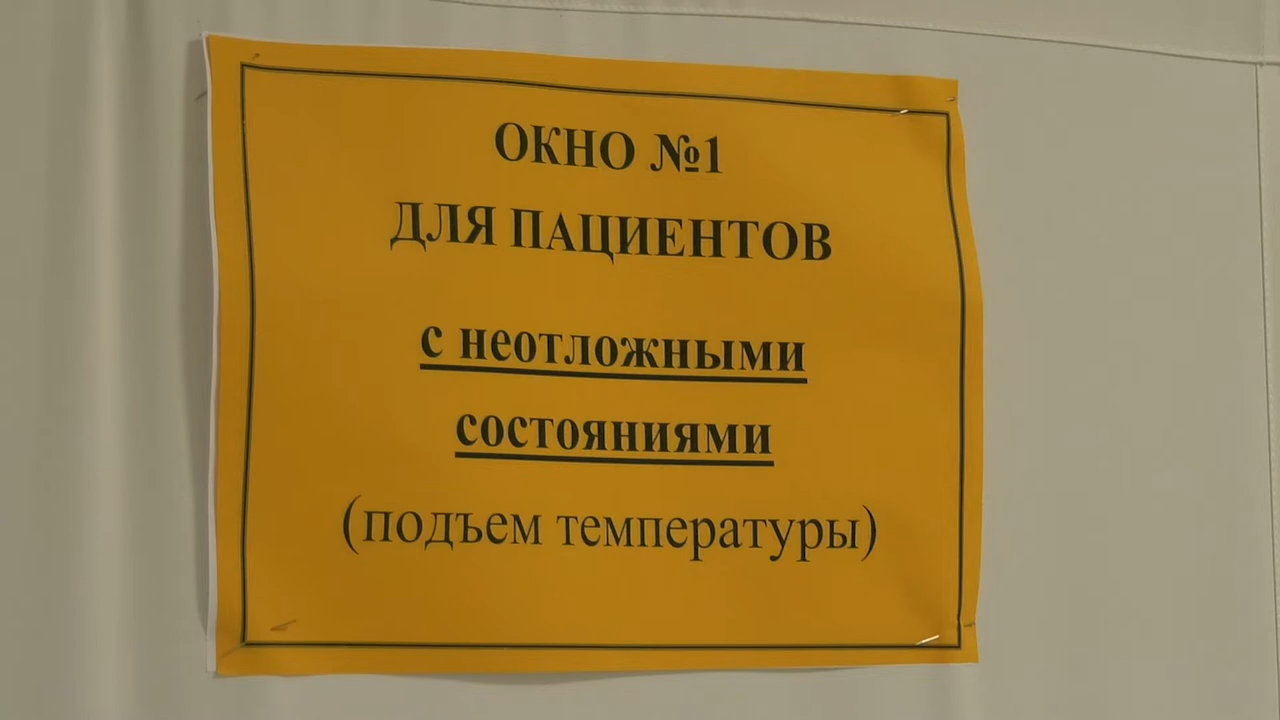 ОКНО №1
ДЛЯ ПАЦИЕНТОВ
с неотложными
состояниями
(подъем температуры)